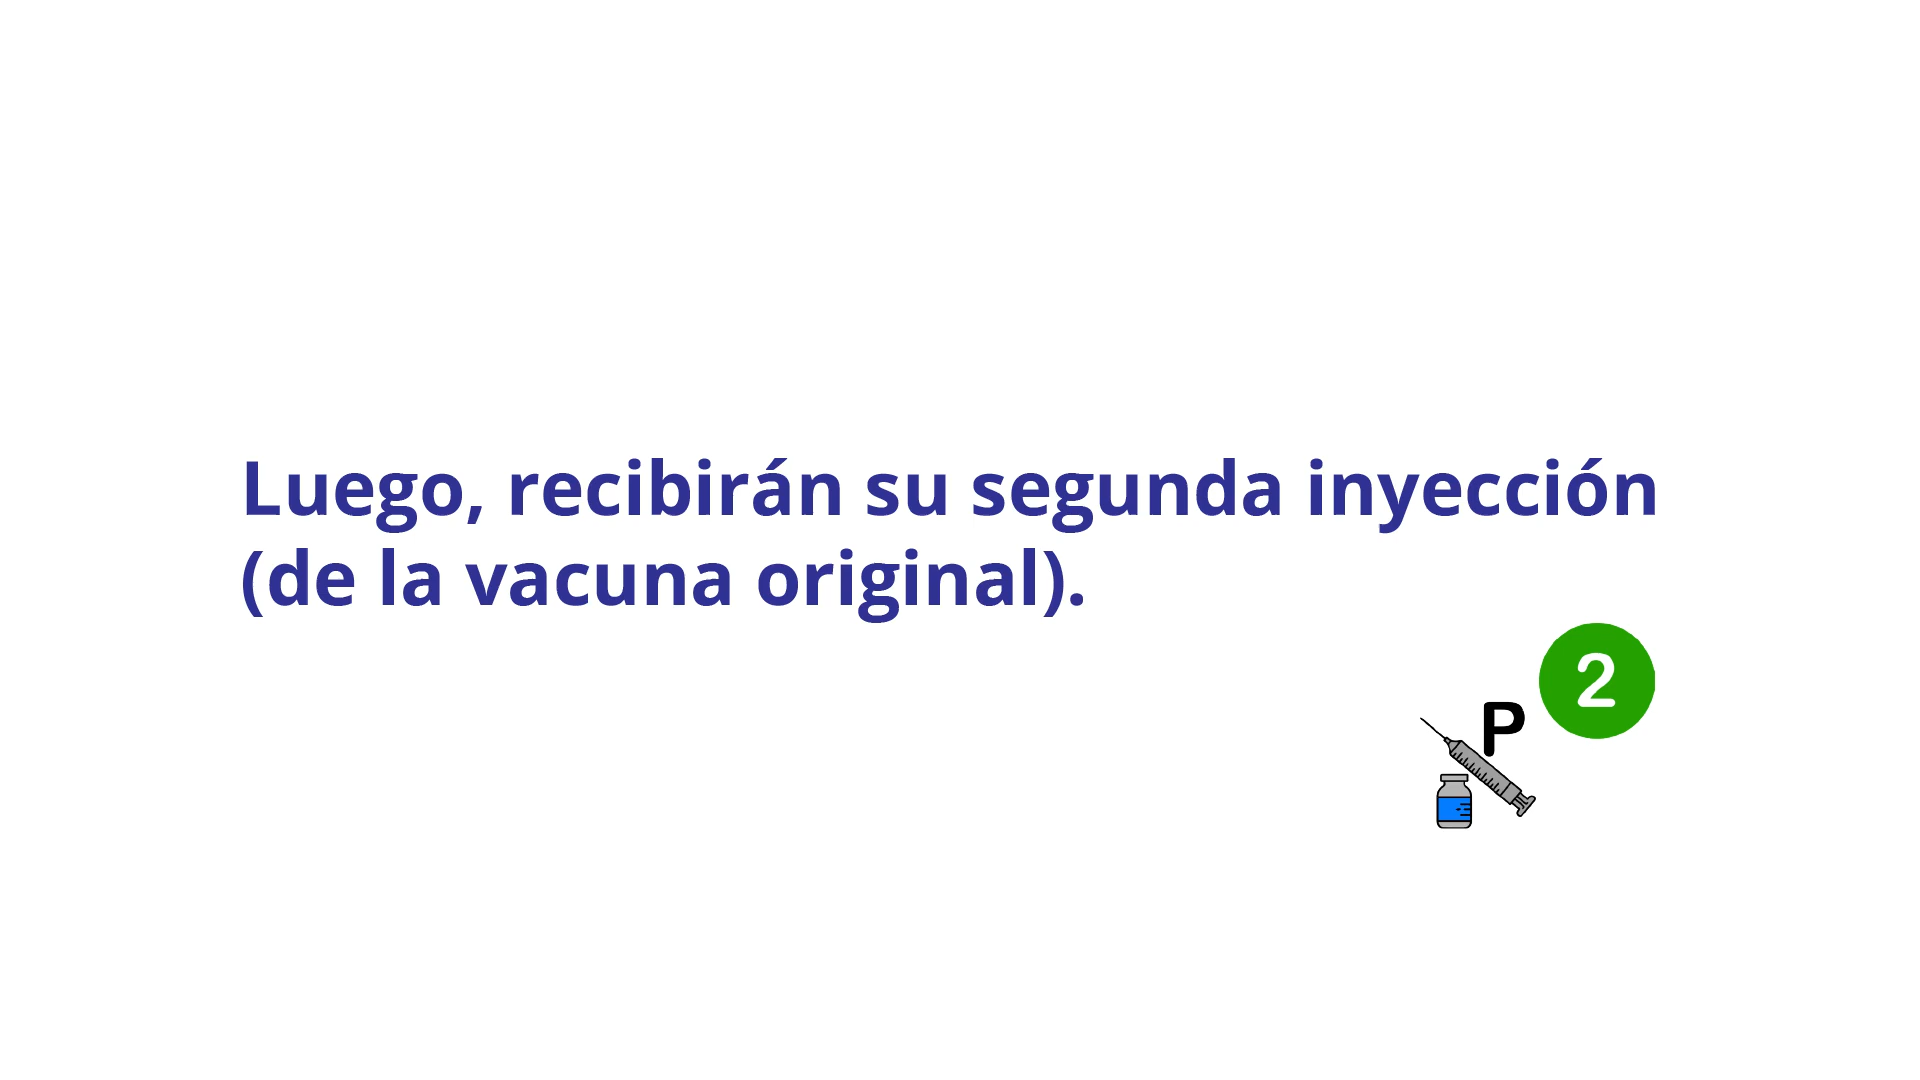 Luego, recibirán su segunda inyección
(de la vacuna original).
2
P